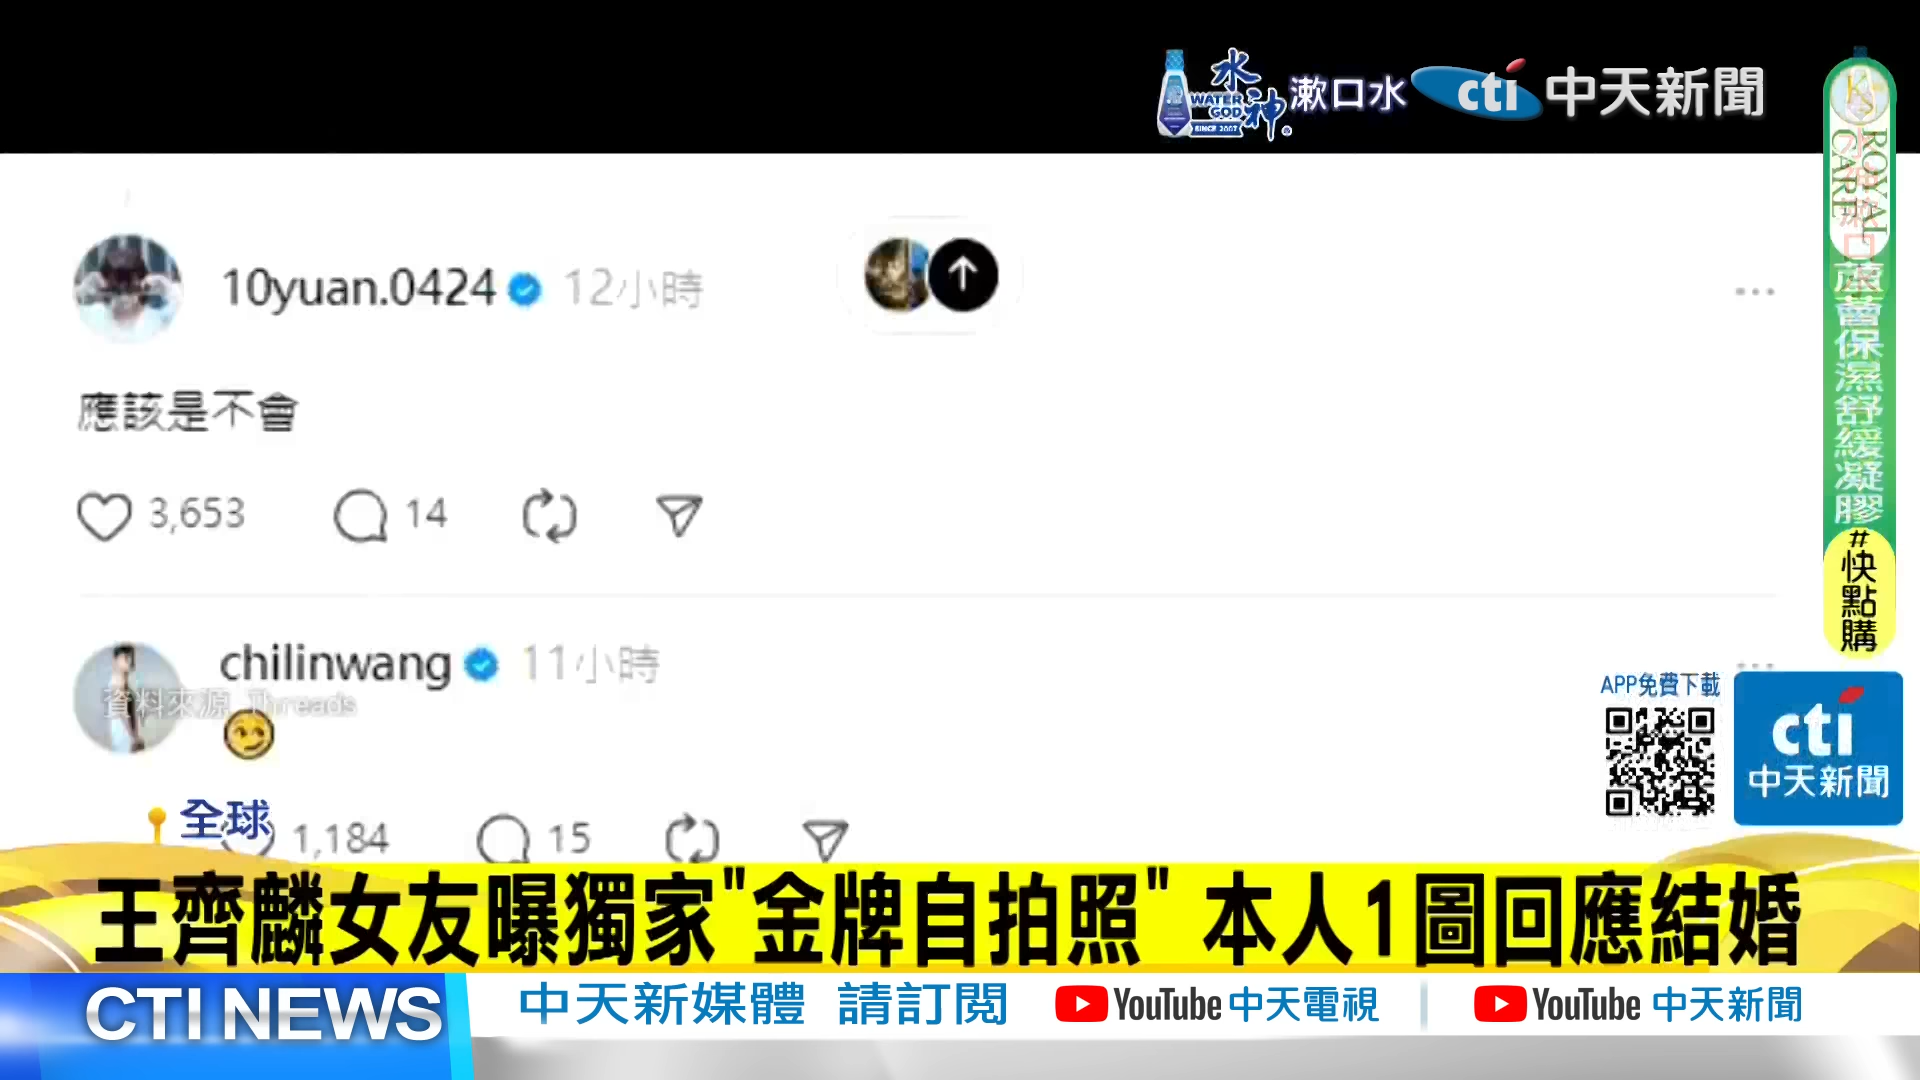 水神
WATER GOD
SINCE 2007
漱口水
cti 中天新聞
ROYAL CARE
蘆薈保濕舒緩凝膠
#快點購
10yuan.0424 12小時
應該是不會
3,653 14
chilinwang 11小時
資料來源 Threads
😏
1,184 15
全球
APP免費下載
cti
中天新聞
王齊麟女友曝獨家"金牌自拍照" 本人1圖回應結婚
CTI NEWS
中天新媒體 請訂閱 YouTube 中天電視 YouTube 中天新聞